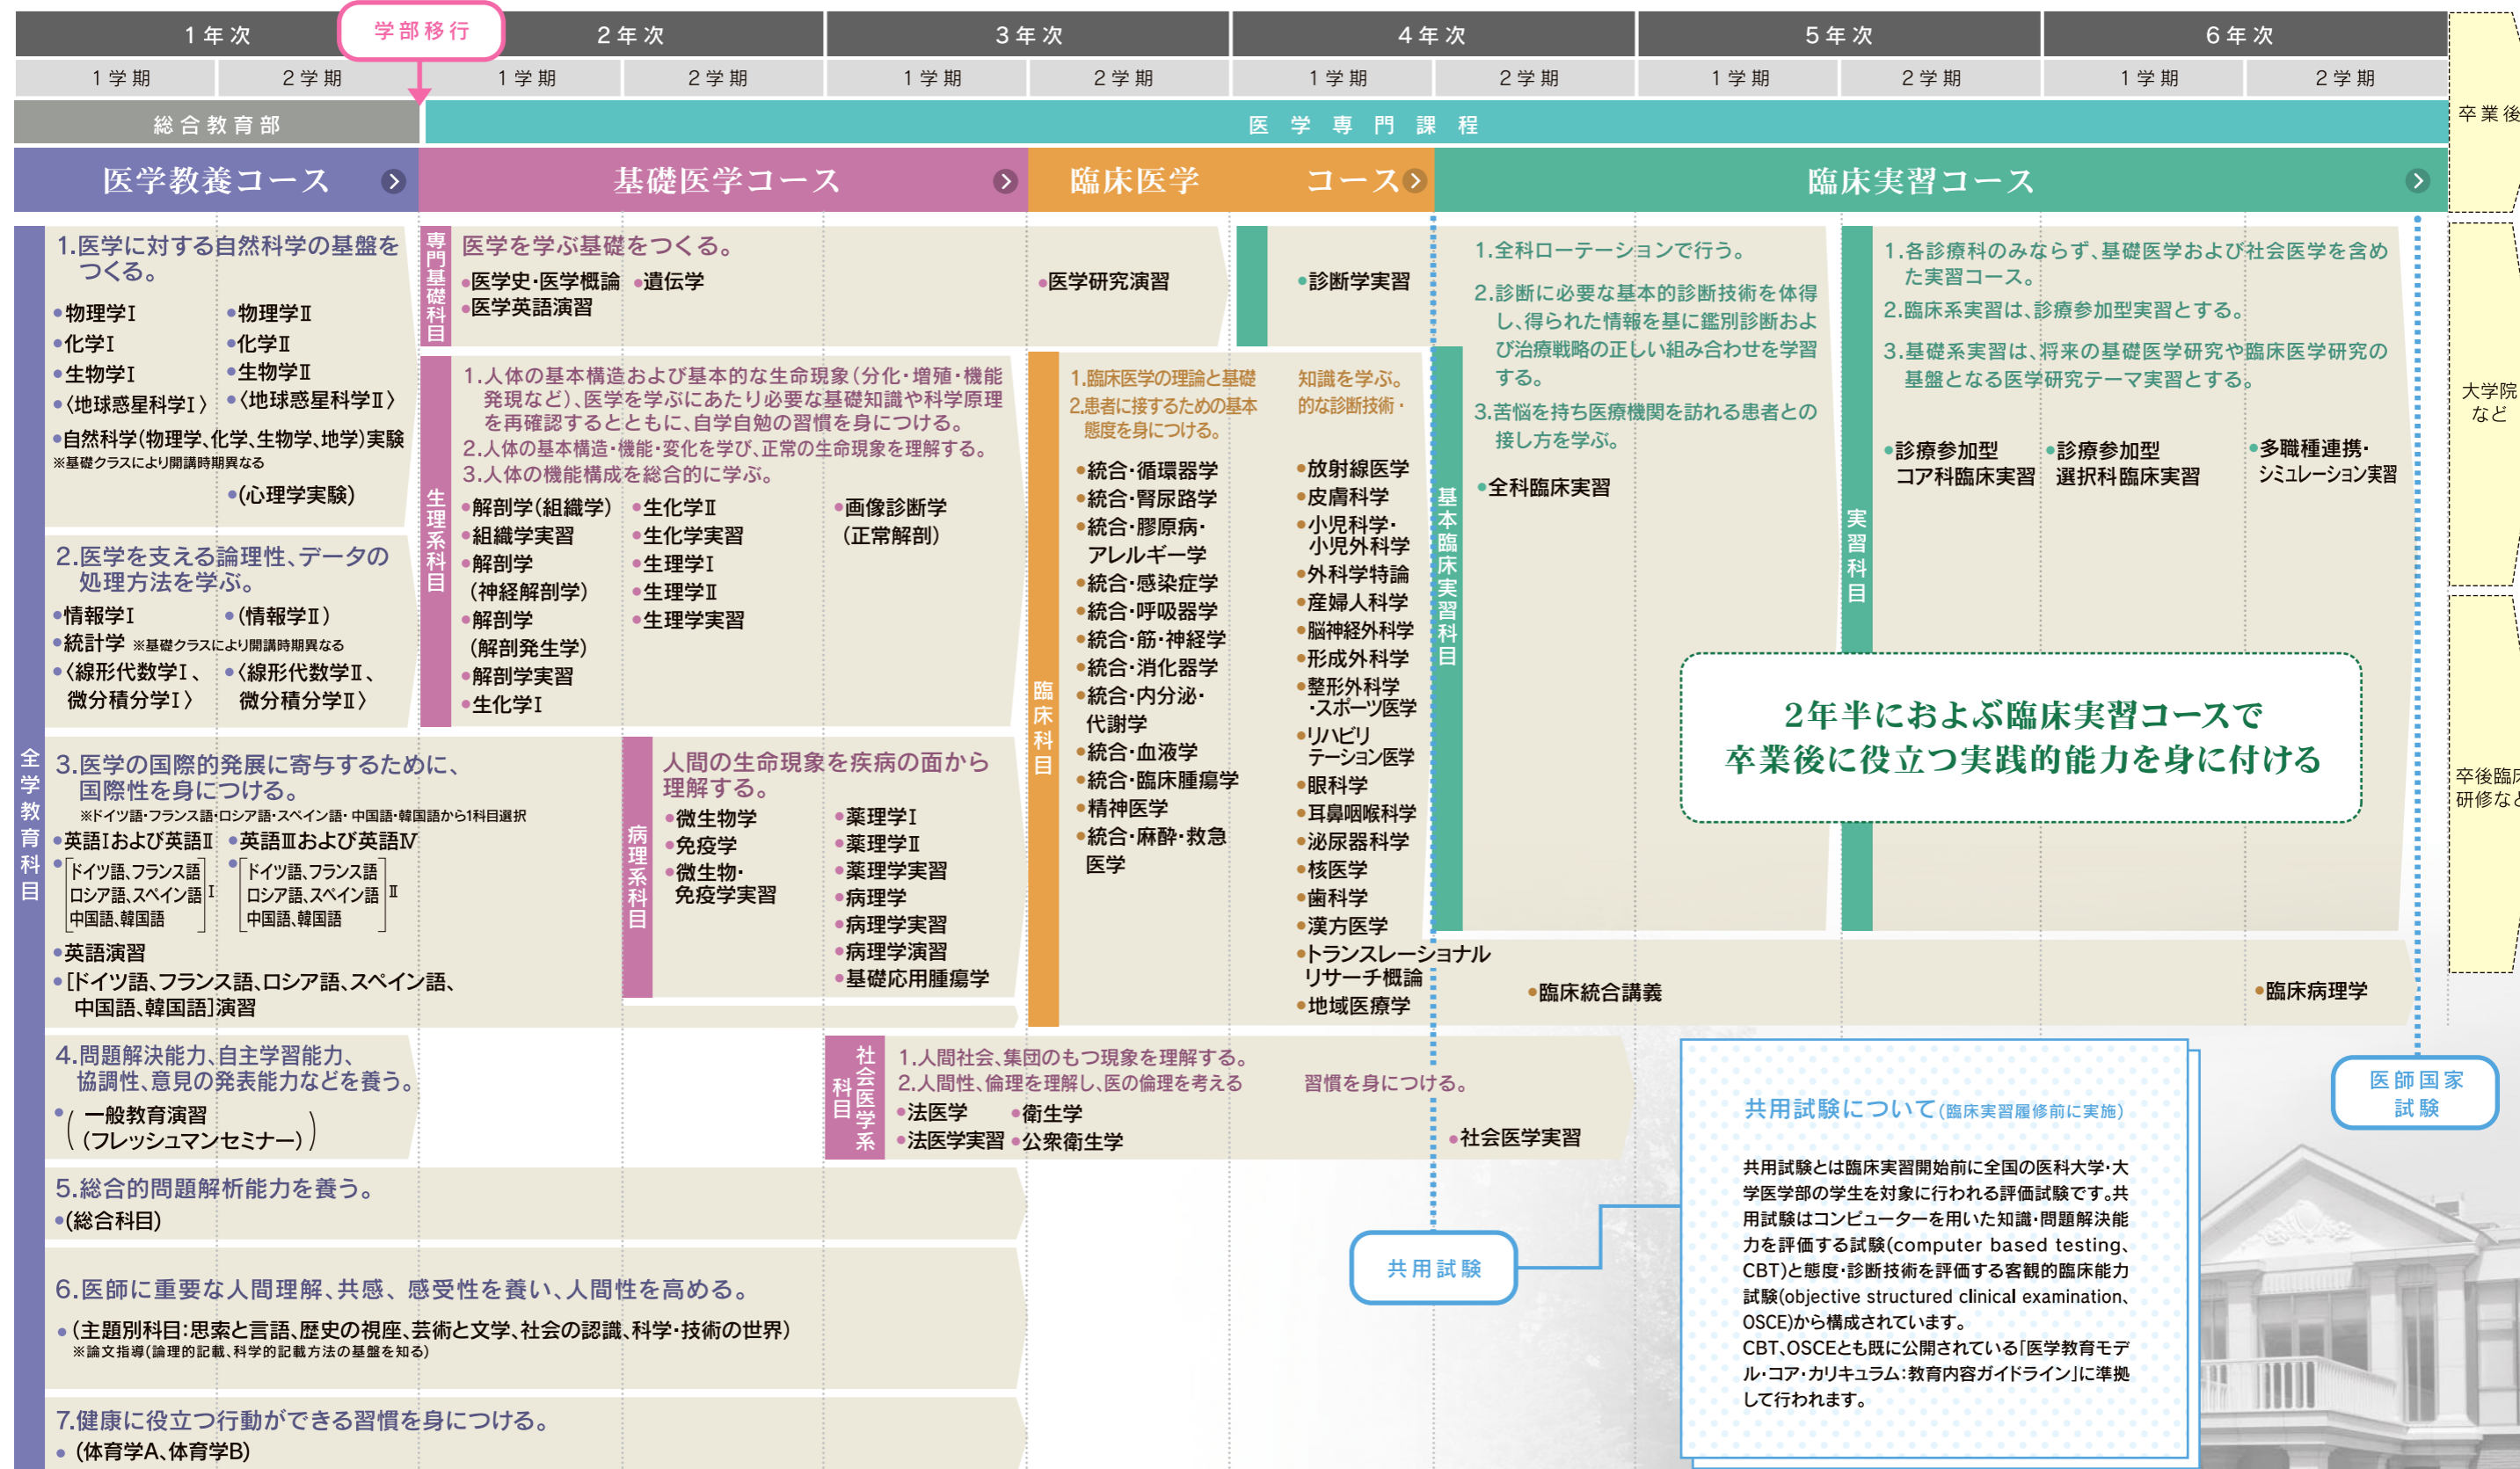 学部移行
1年次
2年次
3年次
4年次
5年次
6年次
1学期
2学期
1学期
2学期
1学期
2学期
1学期
2学期
1学期
2学期
1学期
2学期
卒業後
総合教育部
医学専門課程
医学教養コース
基礎医学コース
臨床医学 コース
臨床実習コース
全学教育科目
1.医学に対する自然科学の基盤を
つくる。
•物理学Ⅰ
•化学Ⅰ
•生物学Ⅰ
•〈地球惑星科学Ⅰ〉
•物理学Ⅱ
•化学Ⅱ
•生物学Ⅱ
•〈地球惑星科学Ⅱ〉
•自然科学(物理学、化学、生物学、地学)実験
※基礎クラスにより開講時期異なる
•(心理学実験)
2.医学を支える論理性、データの
処理方法を学ぶ。
•情報学Ⅰ
•(情報学Ⅱ)
•統計学 ※基礎クラスにより開講時期異なる
•〈線形代数学Ⅰ、
微分積分学Ⅰ〉
•〈線形代数学Ⅱ、
微分積分学Ⅱ〉
3.医学の国際的発展に寄与するために、
国際性を身につける。
※ドイツ語・フランス語・ロシア語・スペイン語・中国語・韓国語から1科目選択
•英語Ⅰおよび英語Ⅱ
•英語Ⅲおよび英語Ⅳ
•[ドイツ語、フランス語
ロシア語、スペイン語
中国語、韓国語]Ⅰ
•[ドイツ語、フランス語
ロシア語、スペイン語
中国語、韓国語]Ⅱ
•英語演習
•[ドイツ語、フランス語、ロシア語、スペイン語、
中国語、韓国語]演習
4.問題解決能力、自主学習能力、
協調性、意見の発表能力などを養う。
•(一般教育演習
(フレッシュマンセミナー))
5.総合的問題解析能力を養う。
•(総合科目)
6.医師に重要な人間理解、共感、感受性を養い、人間性を高める。
•(主題別科目:思索と言語、歴史の視座、芸術と文学、社会の認識、科学・技術の世界)
※論文指導(論理的記載、科学的記載方法の基盤を知る)
7.健康に役立つ行動ができる習慣を身につける。
•(体育学A、体育学B)
専門基礎科目
医学を学ぶ基礎をつくる。
•医学史・医学概論 •遺伝学
•医学英語演習
•医学研究演習
生理系科目
1.人体の基本構造および基本的な生命現象(分化・増殖・機能
発現など)、医学を学ぶにあたり必要な基礎知識や科学原理
を再確認するとともに、自学自勉の習慣を身につける。
2.人体の基本構造・機能・変化を学び、正常の生命現象を理解する。
3.人体の機能構成を総合的に学ぶ。
•解剖学(組織学)
•組織学実習
•解剖学
(神経解剖学)
•解剖学
(解剖発生学)
•解剖学実習
•生化学Ⅰ
•生化学Ⅱ
•生化学実習
•生理学Ⅰ
•生理学Ⅱ
•生理学実習
•画像診断学
(正常解剖)
病理系科目
人間の生命現象を疾病の面から
理解する。
•微生物学
•免疫学
•微生物・
免疫学実習
•薬理学Ⅰ
•薬理学Ⅱ
•薬理学実習
•病理学
•病理学実習
•病理学演習
•基礎応用腫瘍学
社会医学系
科目
1.人間社会、集団のもつ現象を理解する。
2.人間性、倫理を理解し、医の倫理を考える 習慣を身につける。
•法医学
•衛生学
•法医学実習
•公衆衛生学
•社会医学実習
臨床科目
1.臨床医学の理論と基礎 知識を学ぶ。
2.患者に接するための基本 的な診断技術・
態度を身につける。
•統合・循環器学
•統合・腎尿路学
•統合・膠原病・
アレルギー学
•統合・感染症学
•統合・呼吸器学
•統合・筋・神経学
•統合・消化器学
•統合・内分泌・
代謝学
•統合・血液学
•統合・臨床腫瘍学
•精神医学
•統合・麻酔・救急
医学
•放射線医学
•皮膚科学
•小児科学・
小児外科学
•外科学特論
•産婦人科学
•脳神経外科学
•形成外科学
•整形外科学
・スポーツ医学
•リハビリ
テーション医学
•眼科学
•耳鼻咽喉科学
•泌尿器科学
•核医学
•歯科学
•漢方医学
•トランスレーショナル
リサーチ概論
•地域医療学
•臨床統合講義
•臨床病理学
•診断学実習
基本臨床実習科目
1.全科ローテーションで行う。
2.診断に必要な基本的診断技術を体得
し、得られた情報を基に鑑別診断およ
び治療戦略の正しい組み合わせを学習
する。
3.苦悩を持ち医療機関を訪れる患者との
接し方を学ぶ。
•全科臨床実習
実習科目
1.各診療科のみならず、基礎医学および社会医学を含め
た実習コース。
2.臨床系実習は、診療参加型実習とする。
3.基礎系実習は、将来の基礎医学研究や臨床医学研究の
基盤となる医学研究テーマ実習とする。
•診療参加型
コア科臨床実習
•診療参加型
選択科臨床実習
•多職種連携・
シミュレーション実習
2年半におよぶ臨床実習コースで
卒業後に役立つ実践的能力を身に付ける
大学院
など
卒後臨床
研修など
共用試験
医師国家
試験
共用試験について(臨床実習履修前に実施)
共用試験とは臨床実習開始前に全国の医科大学・大
学医学部の学生を対象に行われる評価試験です。共
用試験はコンピューターを用いた知識・問題解決能
力を評価する試験(computer based testing、
CBT)と態度・診断技術を評価する客観的臨床能力
試験(objective structured clinical examination、
OSCE)から構成されています。
CBT、OSCEとも既に公開されている「医学教育モデ
ル・コア・カリキュラム:教育内容ガイドライン」に準拠
して行われます。